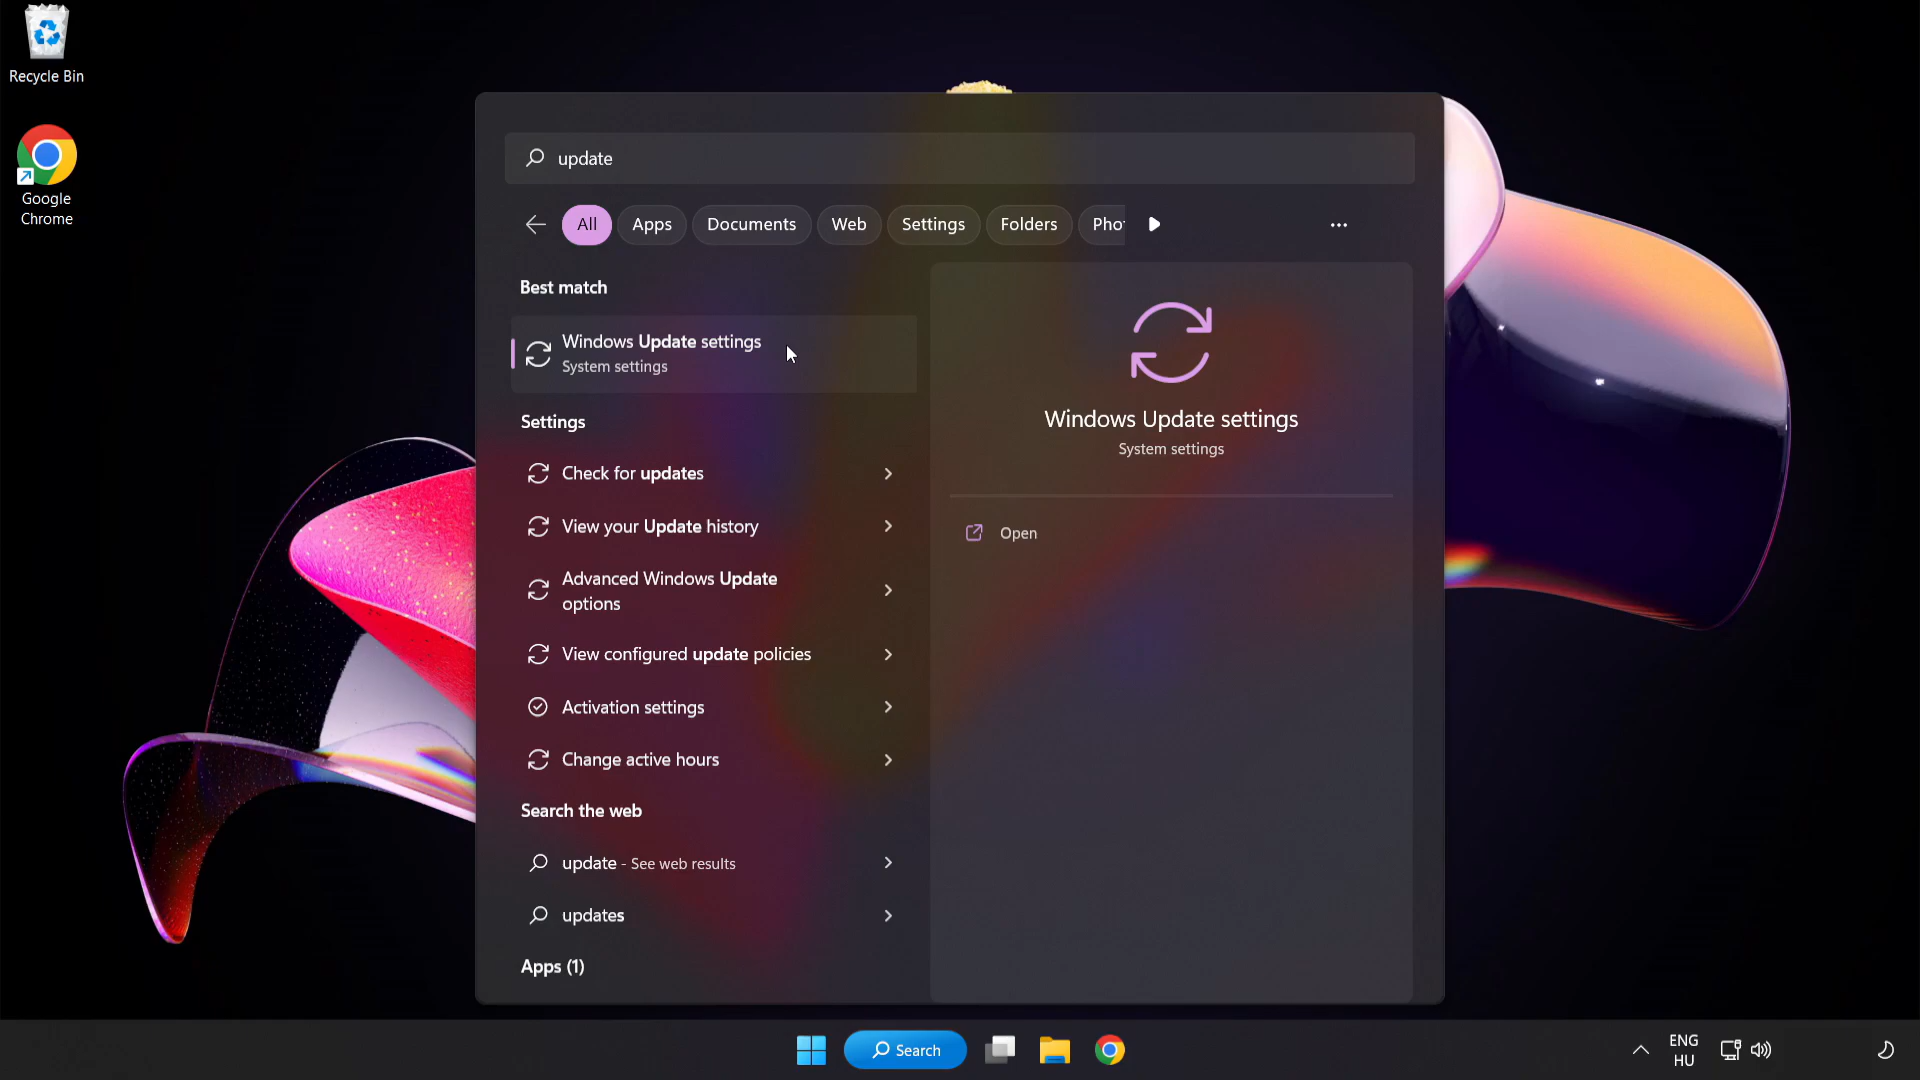 Recycle Bin
Google
Chrome
update
All
Apps
Documents
Web
Settings
Folders
Pho
Best match
Windows Update settings
System settings
Settings
Check for updates
View your Update history
Advanced Windows Update
options
View configured update policies
Activation settings
Change active hours
Search the web
update - See web results
updates
Apps (1)
Windows Update settings
System settings
Open
Search
ENG
HU